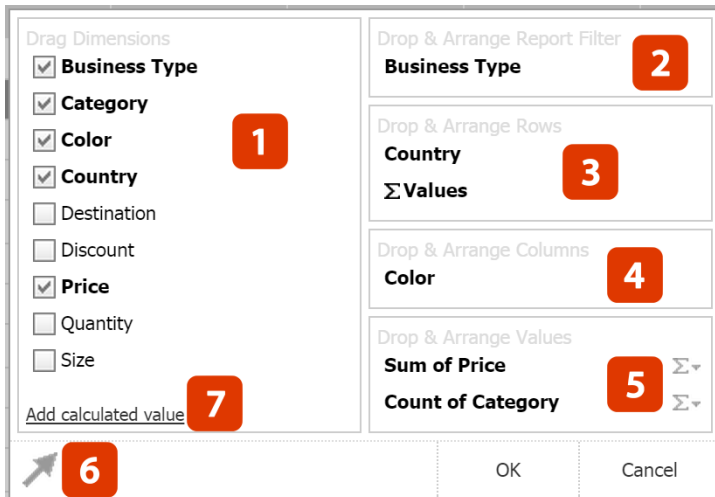 Drag Dimensions
Business Type
Category
Color
Country
Destination
Discount
Price
Quantity
Size
Add calculated value
1
7
6
Drop & Arrange Report Filter
Business Type
2
Drop & Arrange Rows
Country
ΣValues
3
Drop & Arrange Columns
Color
4
Drop & Arrange Values
Sum of Price Σ
Count of Category Σ
5
OK
Cancel